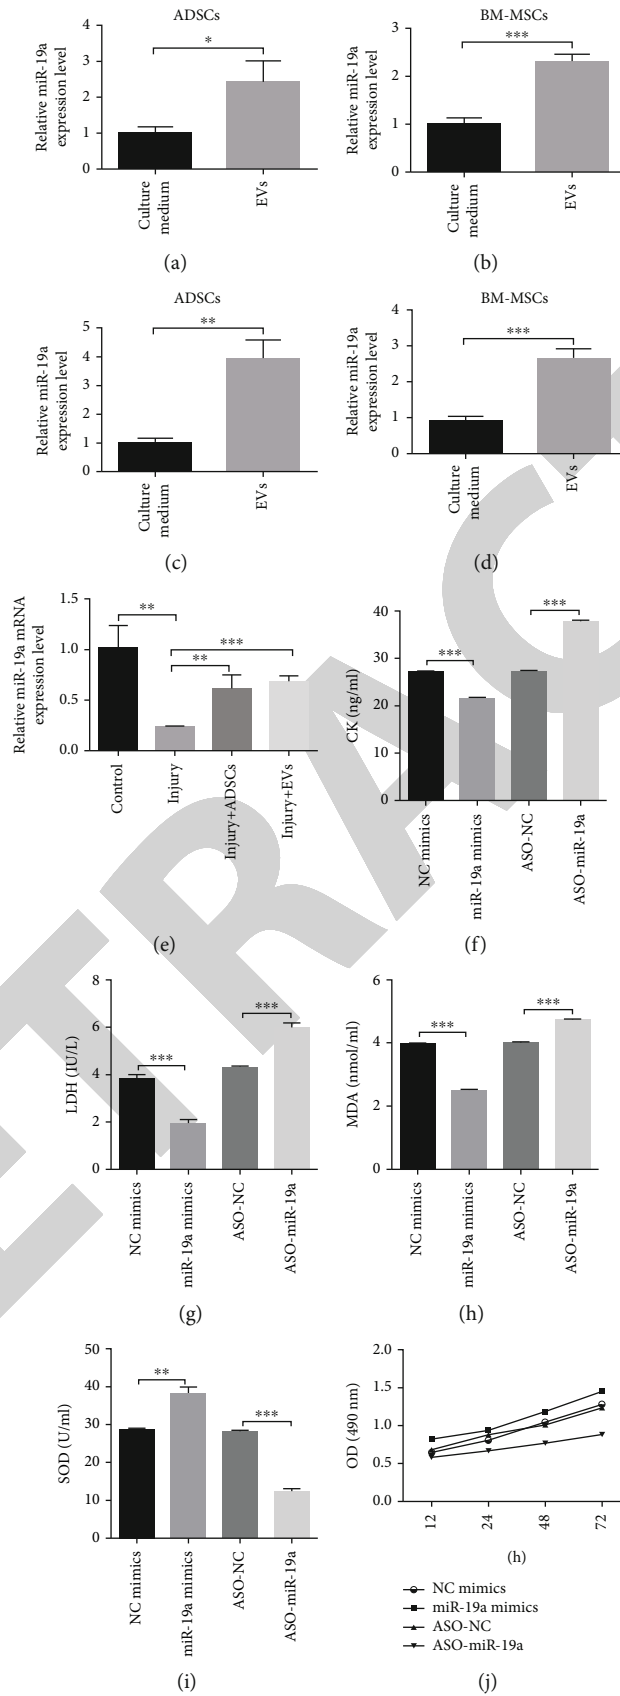 ADSCs
Relative miR-19a
expression level
4
3
2
1
0
*
Culture
medium
EVs
(a)
BM-MSCs
Relative miR-19a
expression level
3
2
1
0
***
Culture
medium
EVs
(b)
ADSCs
Relative miR-19a
expression level
5
4
3
2
1
0
**
Culture
medium
EVs
(c)
BM-MSCs
Relative miR-19a
expression level
4
3
2
1
0
***
Culture
medium
EVs
(d)
Relative miR-19a mRNA
expression level
1.5
1.0
0.5
0.0
**
***
**
Control
Injury
Injury+ADSCs
Injury+EVs
(e)
CK (ng/ml)
40
30
20
10
0
***
***
NC mimics
miR-19a mimics
ASO-NC
ASO-miR-19a
(f)
LDH (IU/L)
8
6
4
2
0
***
***
NC mimics
miR-19a mimics
ASO-NC
ASO-miR-19a
(g)
MDA (nmol/ml)
6
4
2
0
***
***
NC mimics
miR-19a mimics
ASO-NC
ASO-miR-19a
(h)
SOD (U/ml)
50
40
30
20
10
0
**
***
NC mimics
miR-19a mimics
ASO-NC
ASO-miR-19a
(i)
OD (490 nm)
2.0
1.5
1.0
0.5
0.0
12
24
48
72
(h)
NC mimics
miR-19a mimics
ASO-NC
ASO-miR-19a
(j)
ETRACT